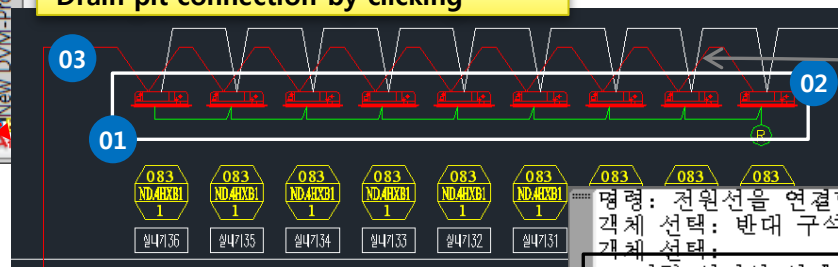 Drain pit connection by clicking
New DVM-Pro
03
02
01
R
083 083 083 083 083 083 083 083 083
ND.4HXB1 ND.4HXB1 ND.4HXB1 ND.4HXB1 ND.4HXB1 ND.4HXB1
1 1 1 1 1 1
실내기36 실내기35 실내기34 실내기33 실내기32 실내기31
명령: 전원선을 연결
객체 선택: 반대 구석
객체 선택: